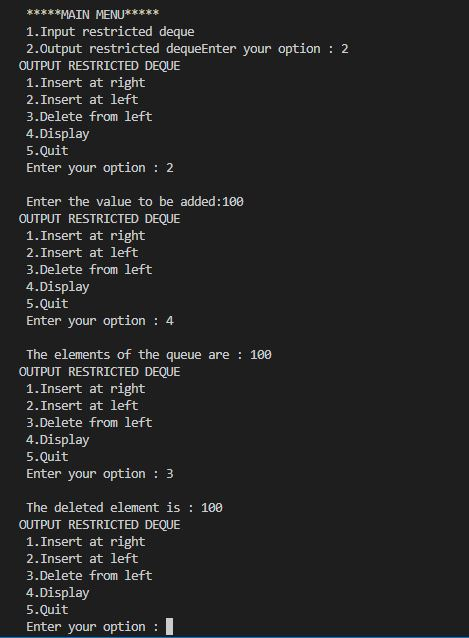 *****MAIN MENU*****
1.Input restricted deque
2.Output restricted dequeEnter your option : 2
OUTPUT RESTRICTED DEQUE
1.Insert at right
2.Insert at left
3.Delete from left
4.Display
5.Quit
Enter your option : 2
Enter the value to be added:100
OUTPUT RESTRICTED DEQUE
1.Insert at right
2.Insert at left
3.Delete from left
4.Display
5.Quit
Enter your option : 4
The elements of the queue are : 100
OUTPUT RESTRICTED DEQUE
1.Insert at right
2.Insert at left
3.Delete from left
4.Display
5.Quit
Enter your option : 3
The deleted element is : 100
OUTPUT RESTRICTED DEQUE
1.Insert at right
2.Insert at left
3.Delete from left
4.Display
5.Quit
Enter your option :